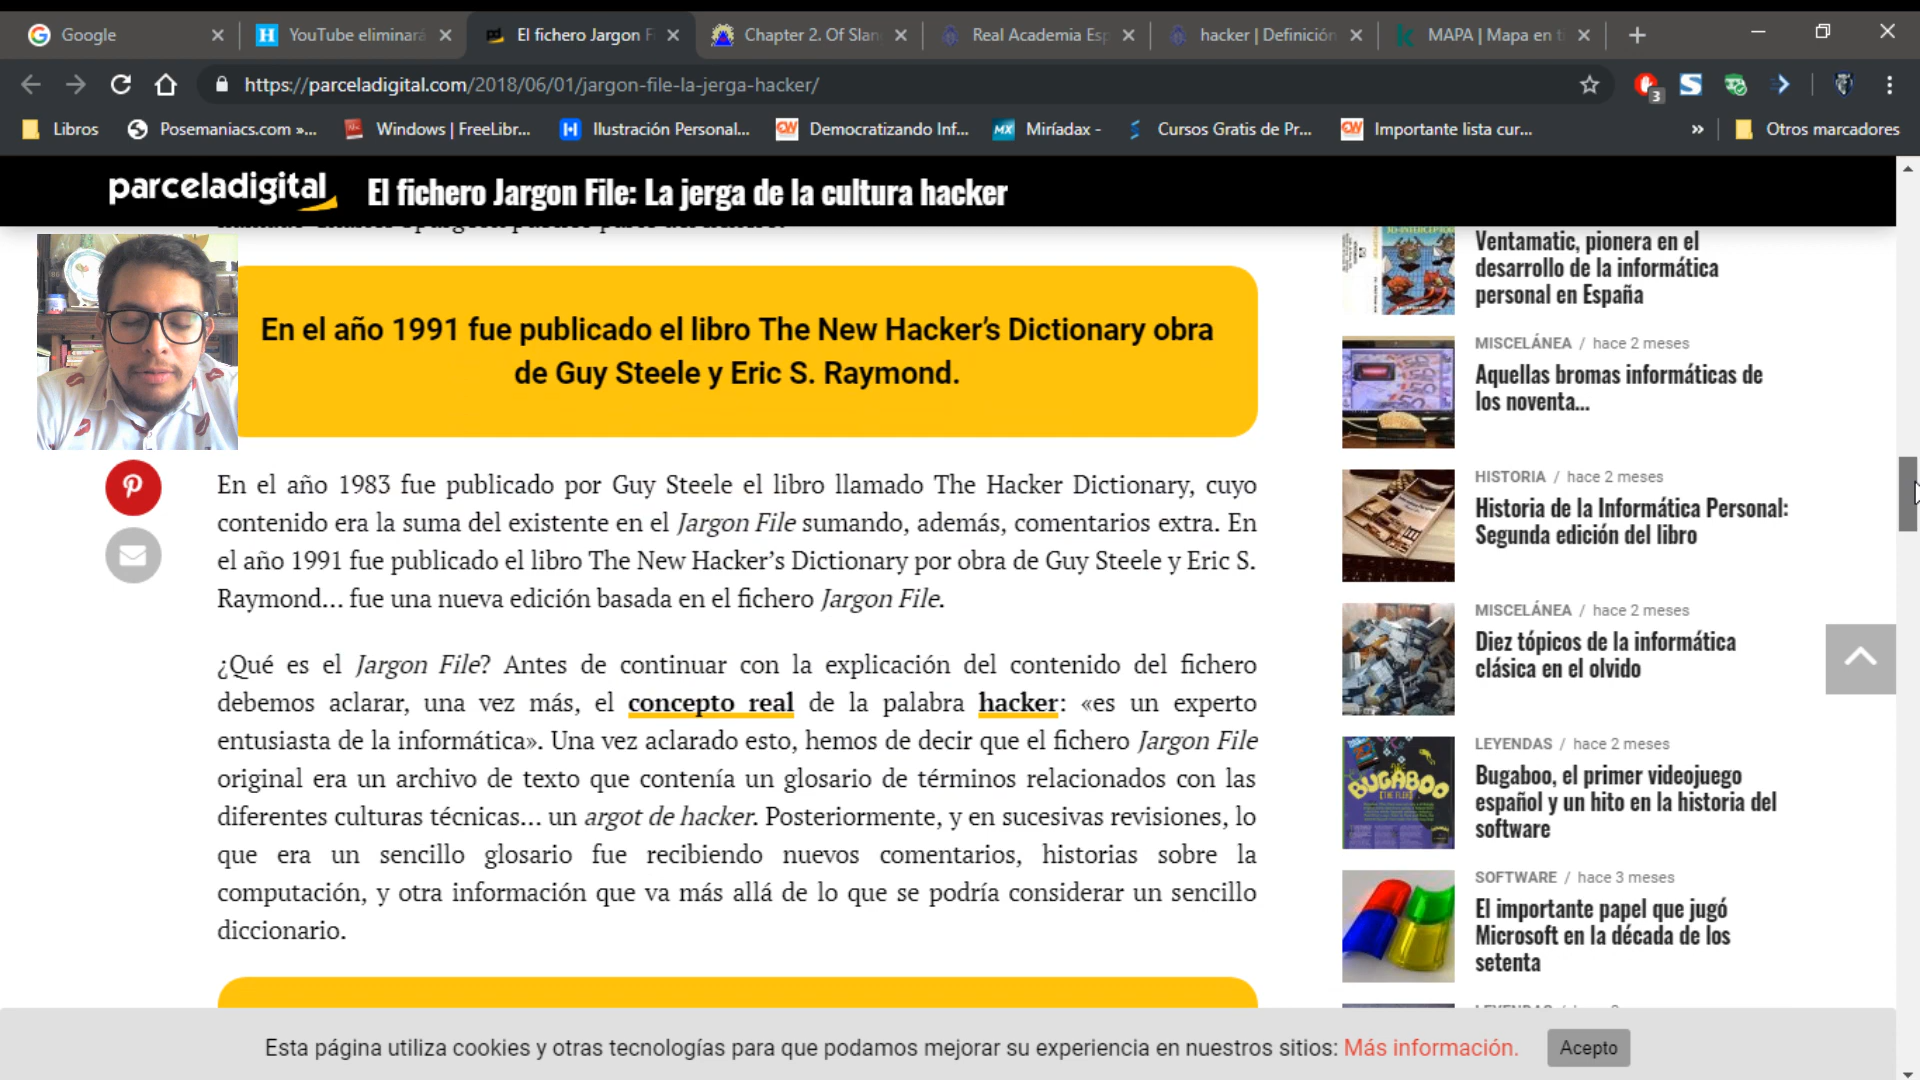 Google
YouTube eliminará
El fichero Jargon F
Chapter 2. Of Slan
Real Academia Esp
hacker | Definición
MAPA | Mapa en t
https://parceladigital.com/2018/06/01/jargon-file-la-jerga-hacker/
3
Libros
Posemaniacs.com »...
Windows | FreeLibr...
Ilustración Personal...
Democratizando Inf...
Miríadax -
Cursos Gratis de Pr...
Importante lista cur...
»
Otros marcadores
parceladigital
El fichero Jargon File: La jerga de la cultura hacker
En el año 1991 fue publicado el libro The New Hacker's Dictionary obra
de Guy Steele y Eric S. Raymond.
En el año 1983 fue publicado por Guy Steele el libro llamado The Hacker Dictionary, cuyo
contenido era la suma del existente en el Jargon File sumando, además, comentarios extra. En
el año 1991 fue publicado el libro The New Hacker's Dictionary por obra de Guy Steele y Eric S.
Raymond... fue una nueva edición basada en el fichero Jargon File.
¿Qué es el Jargon File? Antes de continuar con la explicación del contenido del fichero
debemos aclarar, una vez más, el concepto real de la palabra hacker: «es un experto
entusiasta de la informática». Una vez aclarado esto, hemos de decir que el fichero Jargon File
original era un archivo de texto que contenía un glosario de términos relacionados con las
diferentes culturas técnicas... un argot de hacker. Posteriormente, y en sucesivas revisiones, lo
que era un sencillo glosario fue recibiendo nuevos comentarios, historias sobre la
computación, y otra información que va más allá de lo que se podría considerar un sencillo
diccionario.
Ventamatic, pionera en el
desarrollo de la informática
personal en España
MISCELÁNEA / hace 2 meses
Aquellas bromas informáticas de
los noventa...
HISTORIA / hace 2 meses
Historia de la Informática Personal:
Segunda edición del libro
MISCELÁNEA / hace 2 meses
Diez tópicos de la informática
clásica en el olvido
LEYENDAS / hace 2 meses
BUGABOO
Bugaboo, el primer videojuego
español y un hito en la historia del
software
SOFTWARE / hace 3 meses
El importante papel que jugó
Microsoft en la década de los
setenta
Esta página utiliza cookies y otras tecnologías para que podamos mejorar su experiencia en nuestros sitios: Más información.
Acepto